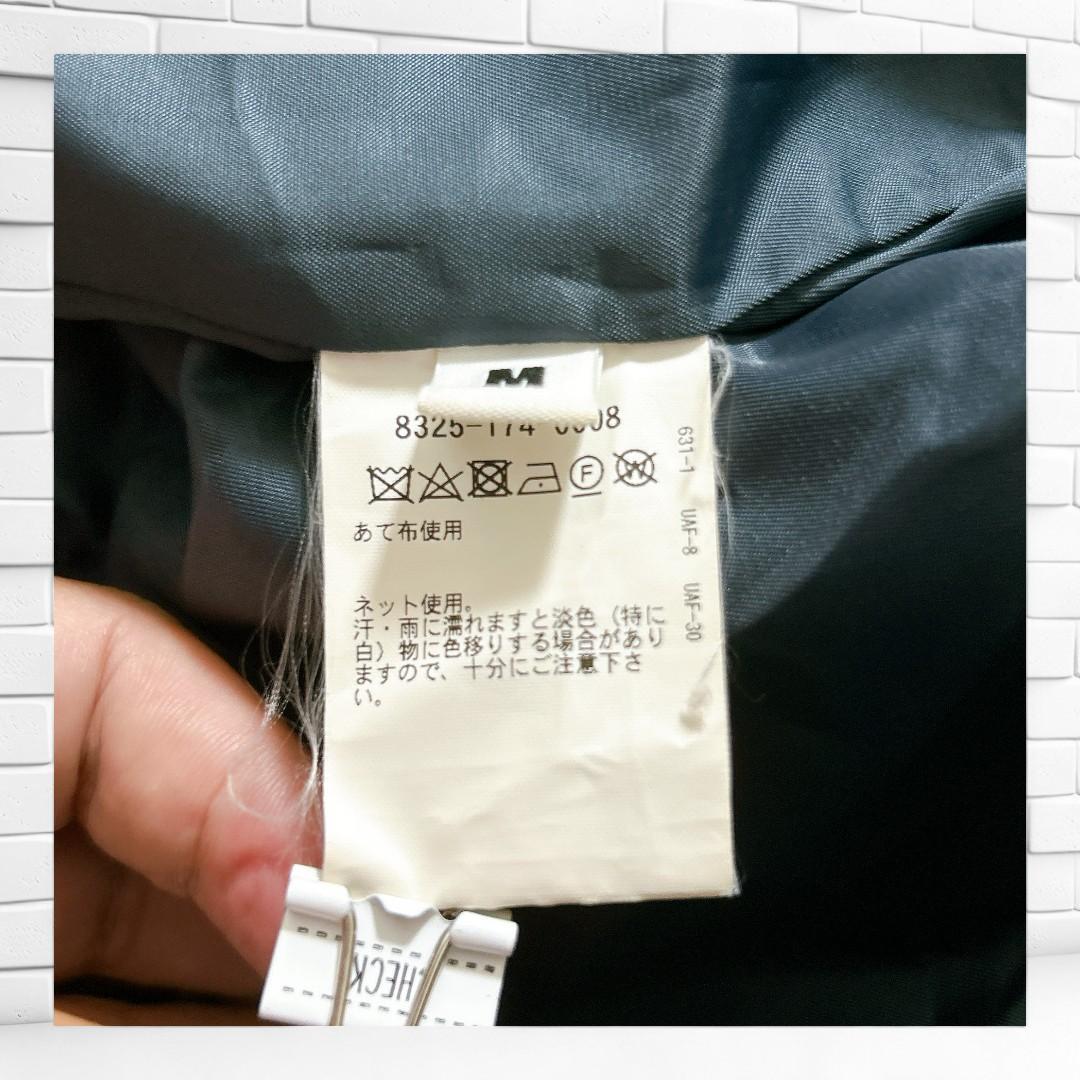 M
8325-174
F
W
あて布使用
ネット使用。
汗・雨に濡れますと淡色（特に
白）物に色移りする場合があり
ますので、十分にご注意下さ
い。
631-1 UAF-8 UAF-30
HECK